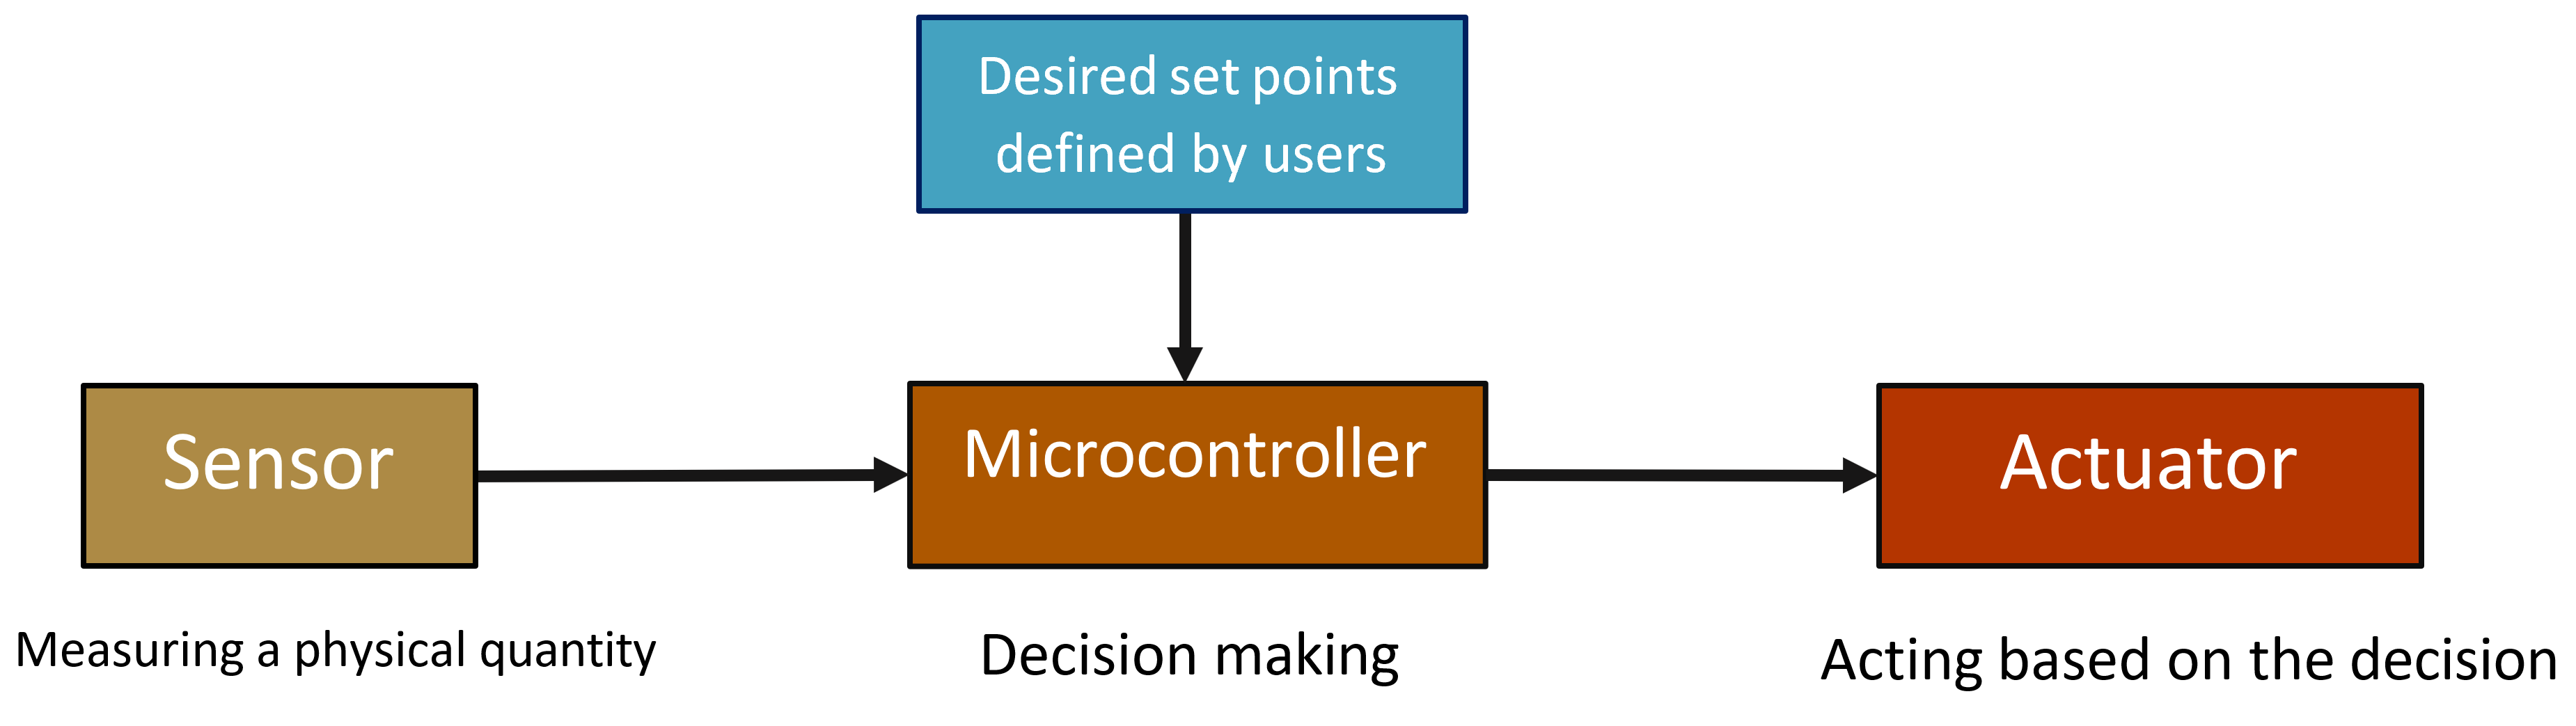 Desired set points
defined by users
Sensor
Microcontroller
Actuator
Measuring a physical quantity
Decision making
Acting based on the decision